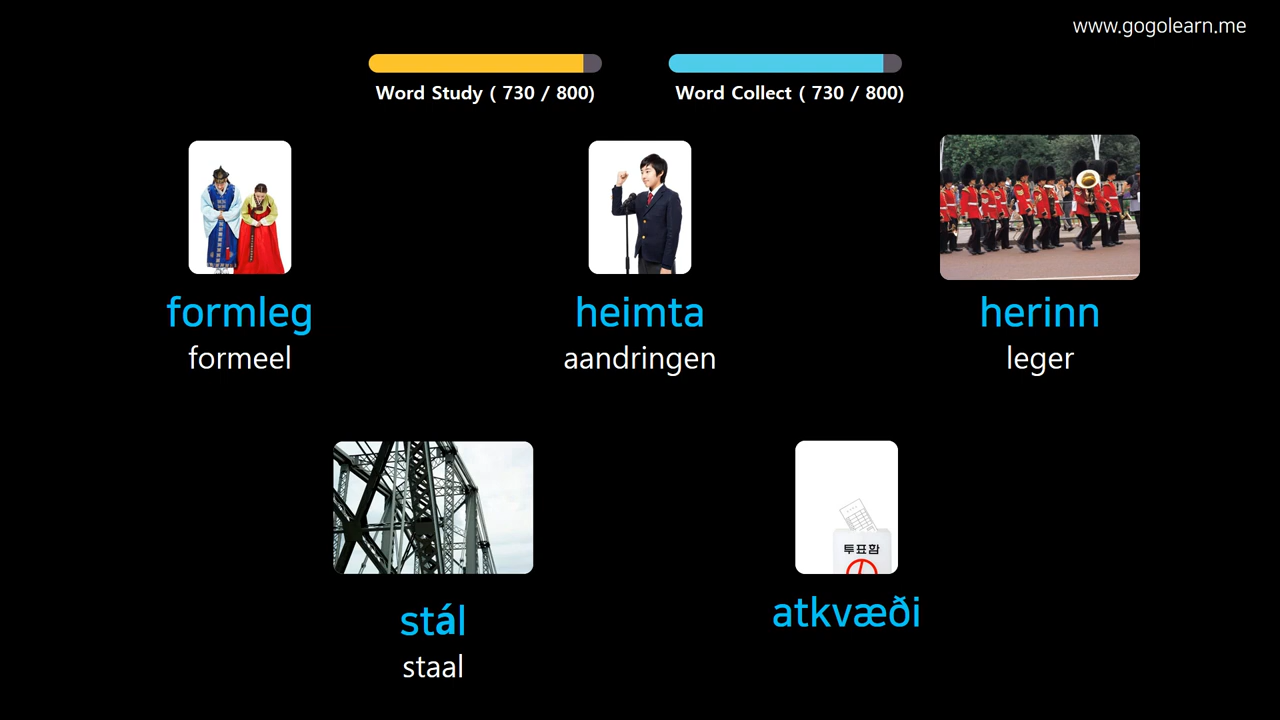 www.gogolearn.me
Word Study ( 730 / 800)
Word Collect ( 730 / 800)
formleg
formeel
heimta
aandringen
herinn
leger
stál
staal
투표함
atkvæði